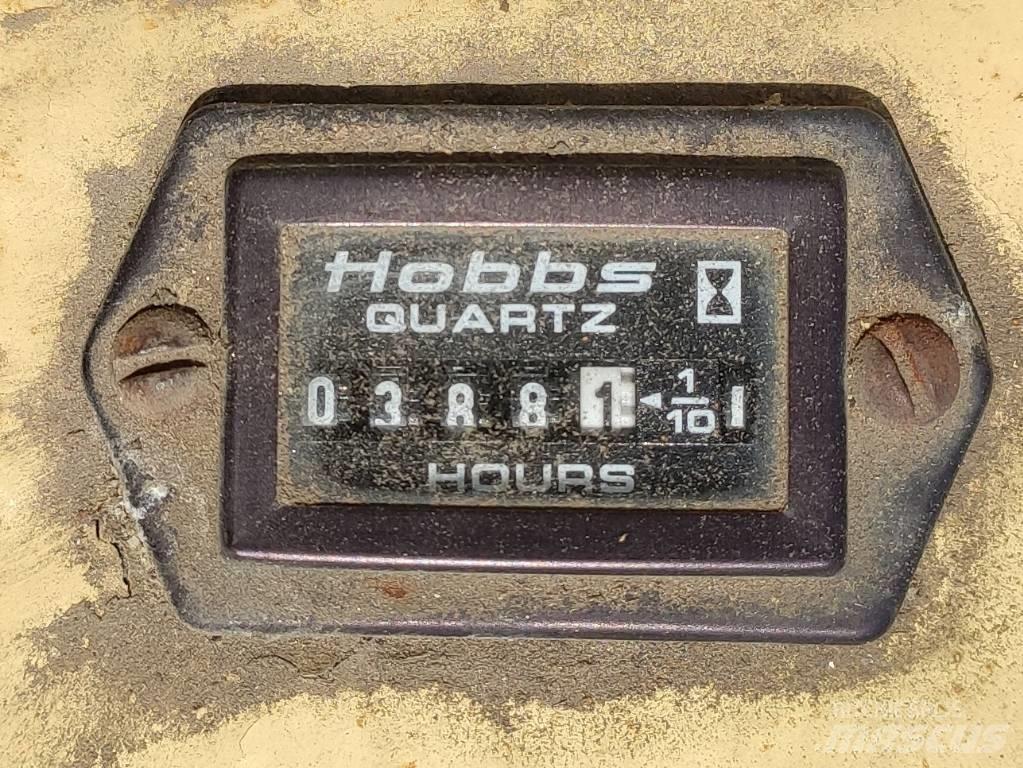 Hobbs
QUARTZ
0 3 8 8 1 ◄ 1/10
HOURS
mascus